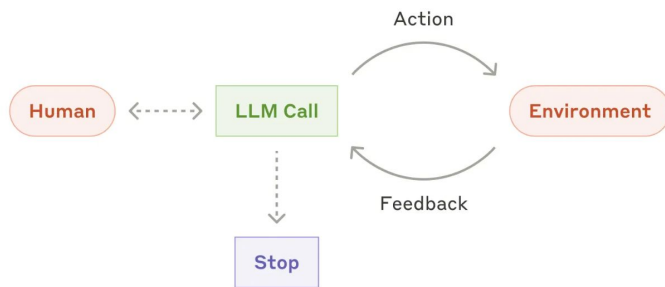 Action
Human
LLM Call
Environment
Feedback
Stop